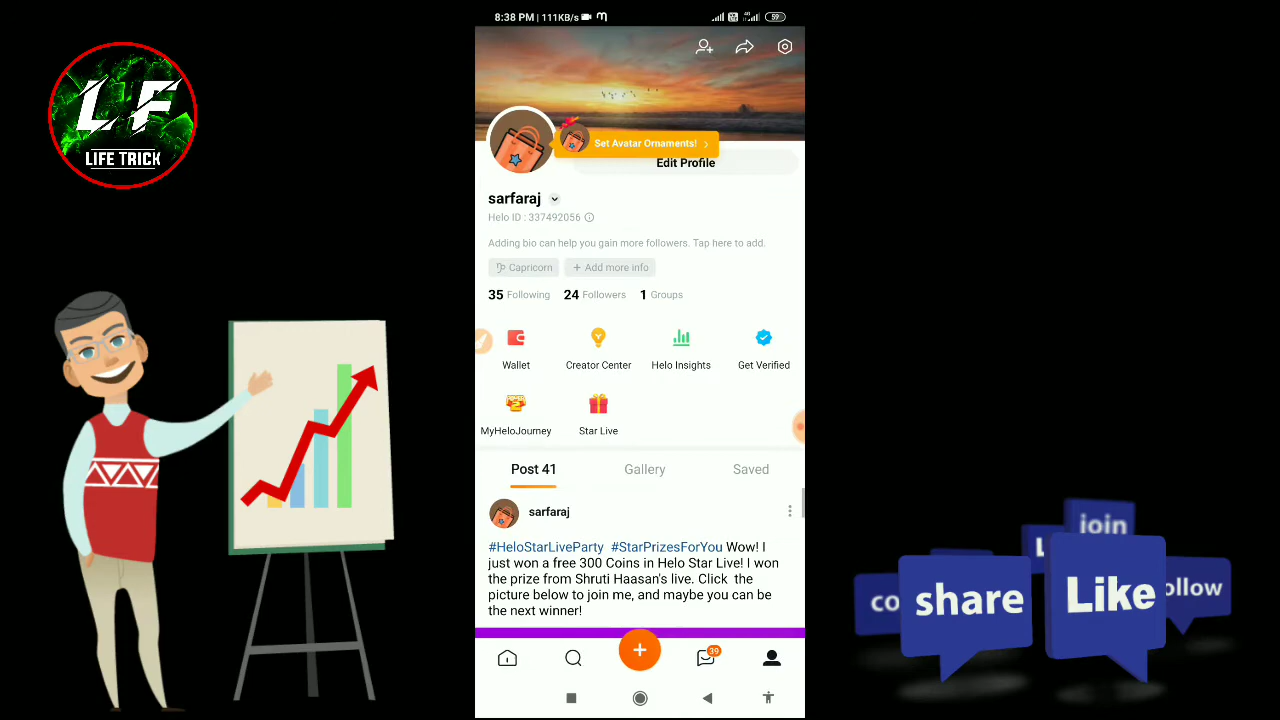 8:38 PM | 111KB/s
59
LF
LIFE TRICK
Set Avatar Ornaments!
Edit Profile
sarfaraj
Helo ID : 337492056
Adding bio can help you gain more followers. Tap here to add.
Capricorn
+ Add more info
35 Following 24 Followers 1 Groups
Wallet
Creator Center
Helo Insights
Get Verified
MyHeloJourney
Star Live
Post 41
Gallery
Saved
sarfaraj
#HeloStarLiveParty #StarPrizesForYou Wow! I
just won a free 300 Coins in Helo Star Live! I won
the prize from Shruti Haasan's live. Click the
picture below to join me, and maybe you can be
the next winner!
39
join
L
co
share
Like
ollow